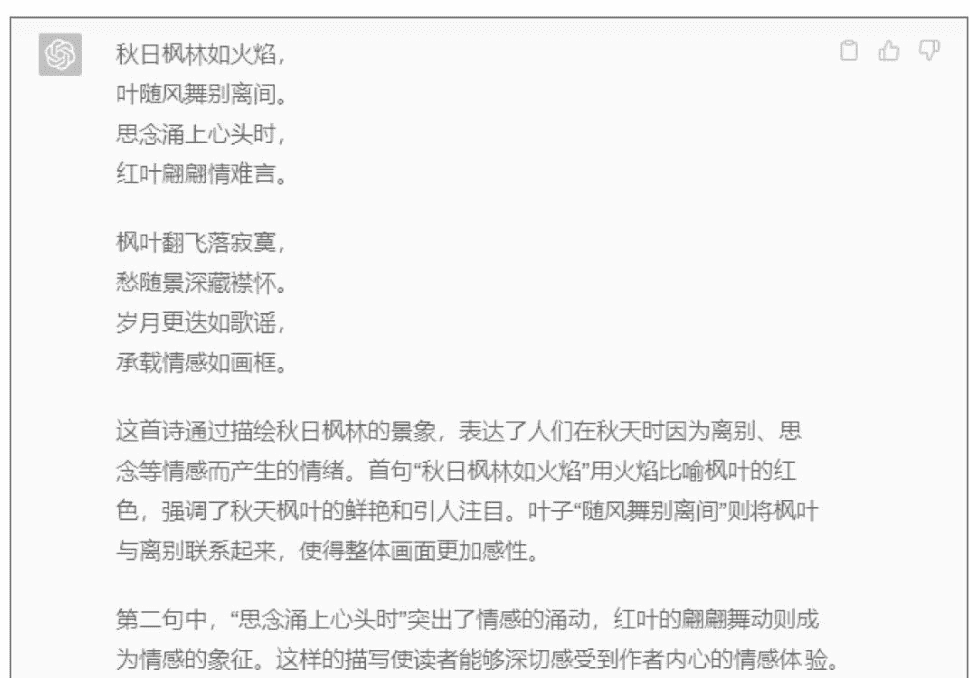 秋日枫林如火焰，
叶随风舞别离间。
思念涌上心头时，
红叶翩翩情难言。
枫叶翻飞落寂寞，
愁随景深藏襟怀。
岁月更迭如歌谣，
承载情感如画框。
这首诗通过描绘秋日枫林的景象，表达了人们在秋天时因为离别、思
念等情感而产生的情绪。首句“秋日枫林如火焰”用火焰比喻枫叶的红
色，强调了秋天枫叶的鲜艳和引人注目。叶子“随风舞别离间”则将枫叶
与离别联系起来，使得整体画面更加感性。
第二句中，“思念涌上心头时”突出了情感的涌动，红叶的翩翩舞动则成
为情感的象征。这样的描写使读者能够深切感受到作者内心的情感体验。